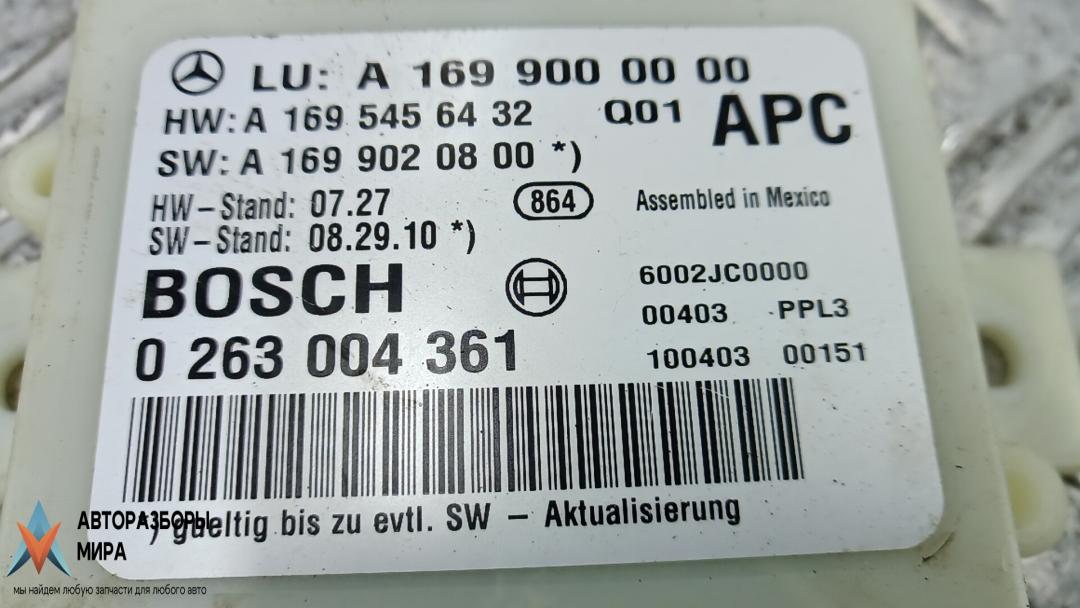 LU: A 169 900 00 00
HW: A 169 545 64 32 Q01 APC
SW: A 169 902 08 00 *)
HW-Stand: 07.27 864 Assembled in Mexico
SW-Stand: 08.29.10 *)
BOSCH 6002JC0000
00403 PPL3
0 263 004 361 100403 00151
*) gueltig bis zu evtl. SW - Aktualisierung
АВТОРАЗБОРЫ
МИРА
мы найдем любую запчасти для любого авто